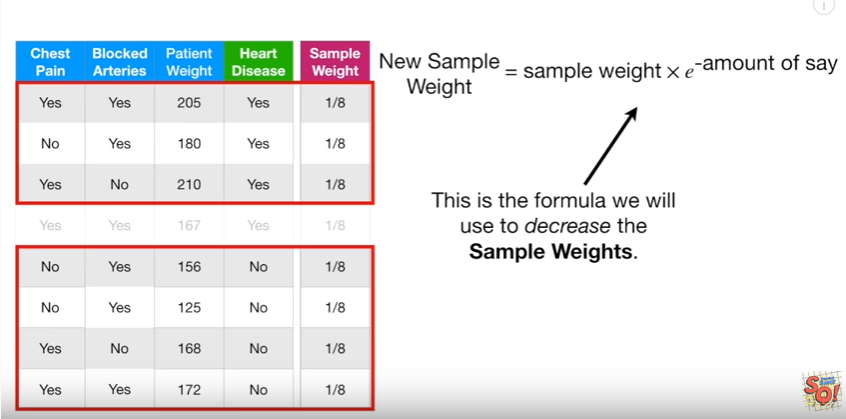 Chest Pain Blocked Arteries Patient Weight Heart Disease Sample Weight
Yes Yes 205 Yes 1/8
No Yes 180 Yes 1/8
Yes No 210 Yes 1/8
Yes Yes 167 Yes 1/8
No Yes 156 No 1/8
No Yes 125 No 1/8
Yes No 168 No 1/8
Yes Yes 172 No 1/8
New Sample Weight = sample weight × e^-amount of say
This is the formula we will
use to decrease the
Sample Weights.